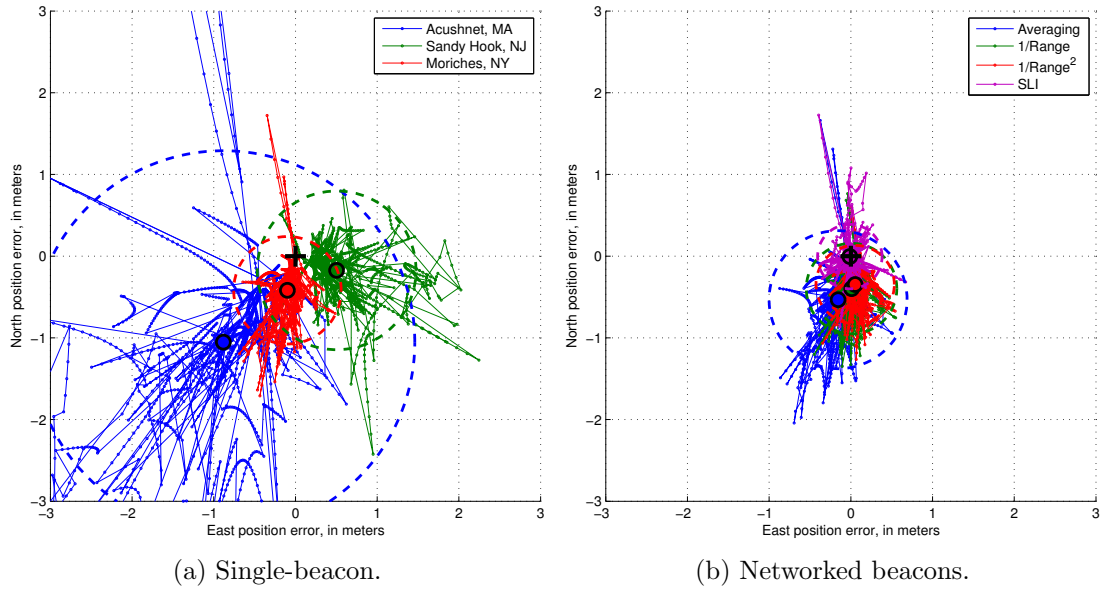 3
2
1
0
−1
−2
−3
−3
−2
−1
0
1
2
3
North position error, in meters
East position error, in meters
Acushnet, MA
Sandy Hook, NJ
Moriches, NY
(a) Single-beacon.
3
2
1
0
−1
−2
−3
−3
−2
−1
0
1
2
3
North position error, in meters
East position error, in meters
Averaging
1/Range
1/Range²
SLI
(b) Networked beacons.